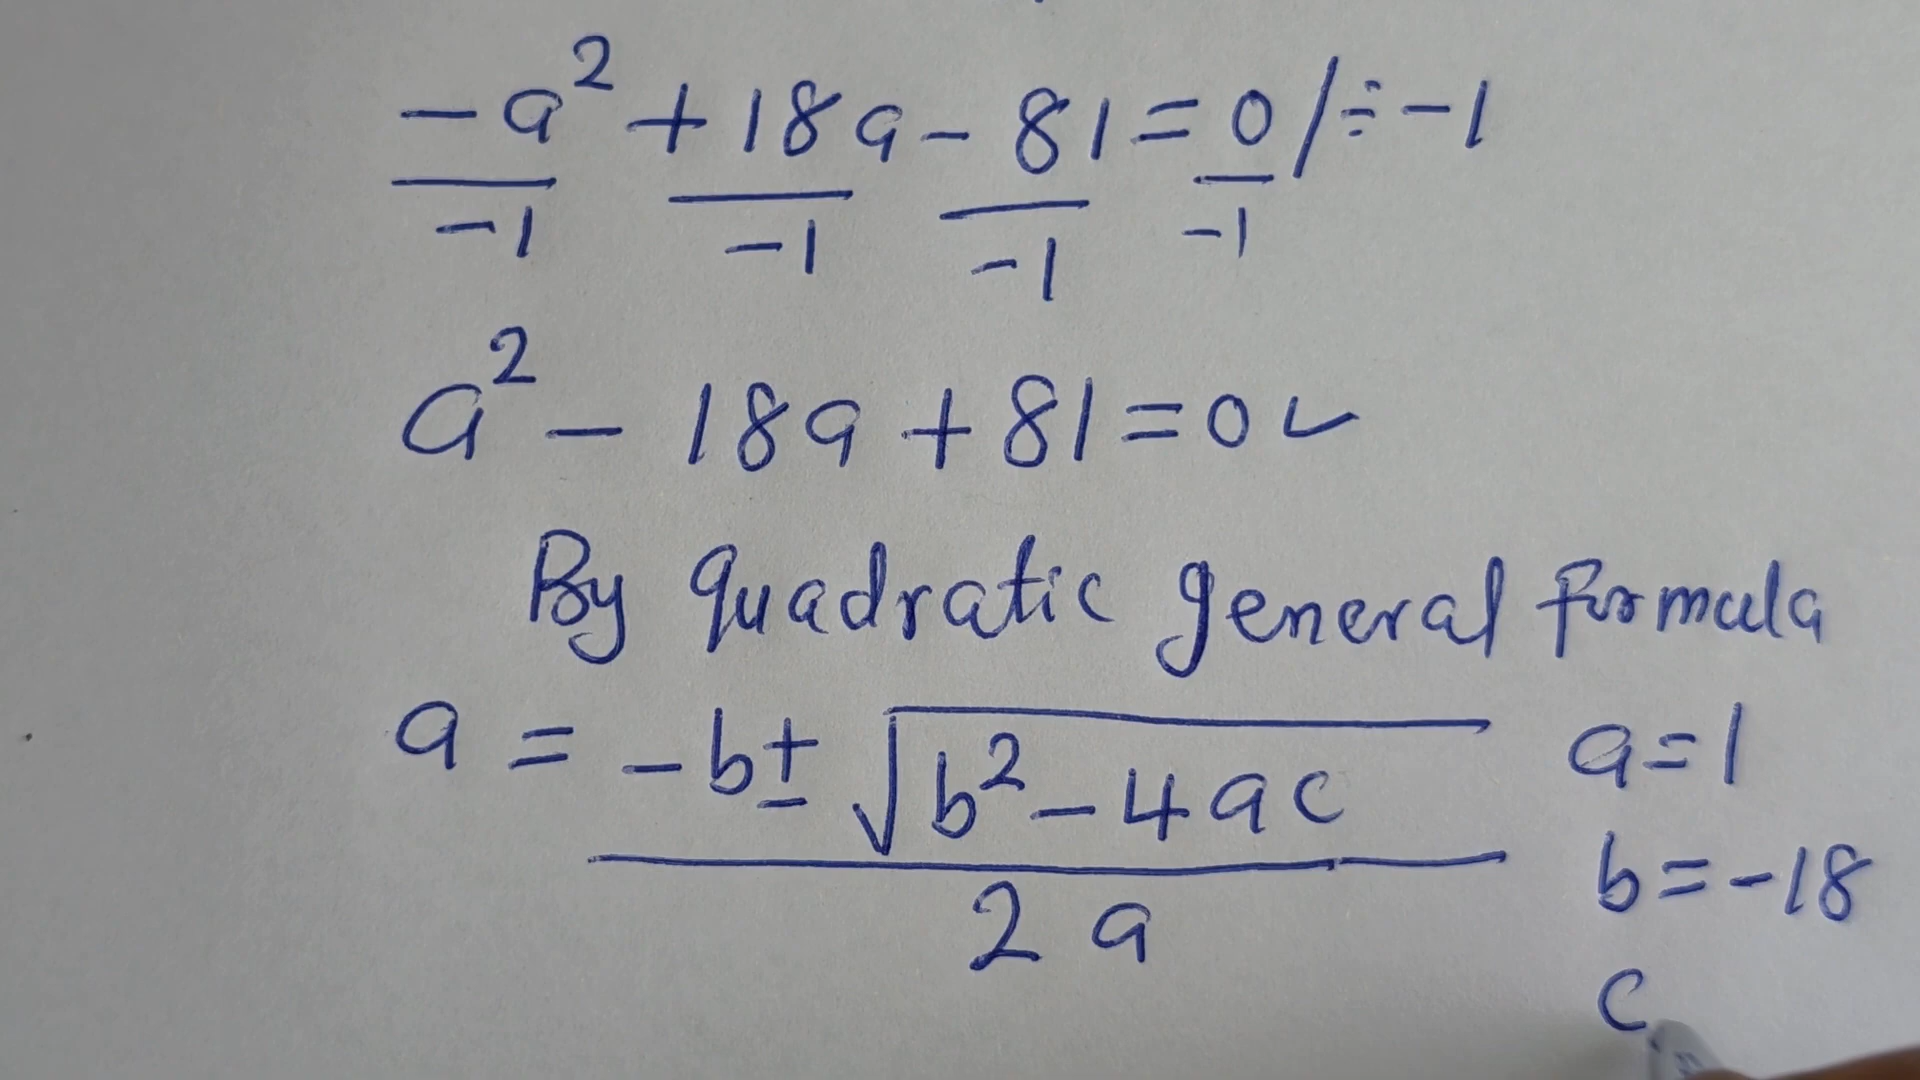 -a² + 18a - 81 = 0 / ÷ -1
-1 -1 -1 -1
a² - 18a + 81 = 0 ✓
By quadratic general formula
a = -b ± √b² - 4ac
2a
a = 1
b = -18
c =